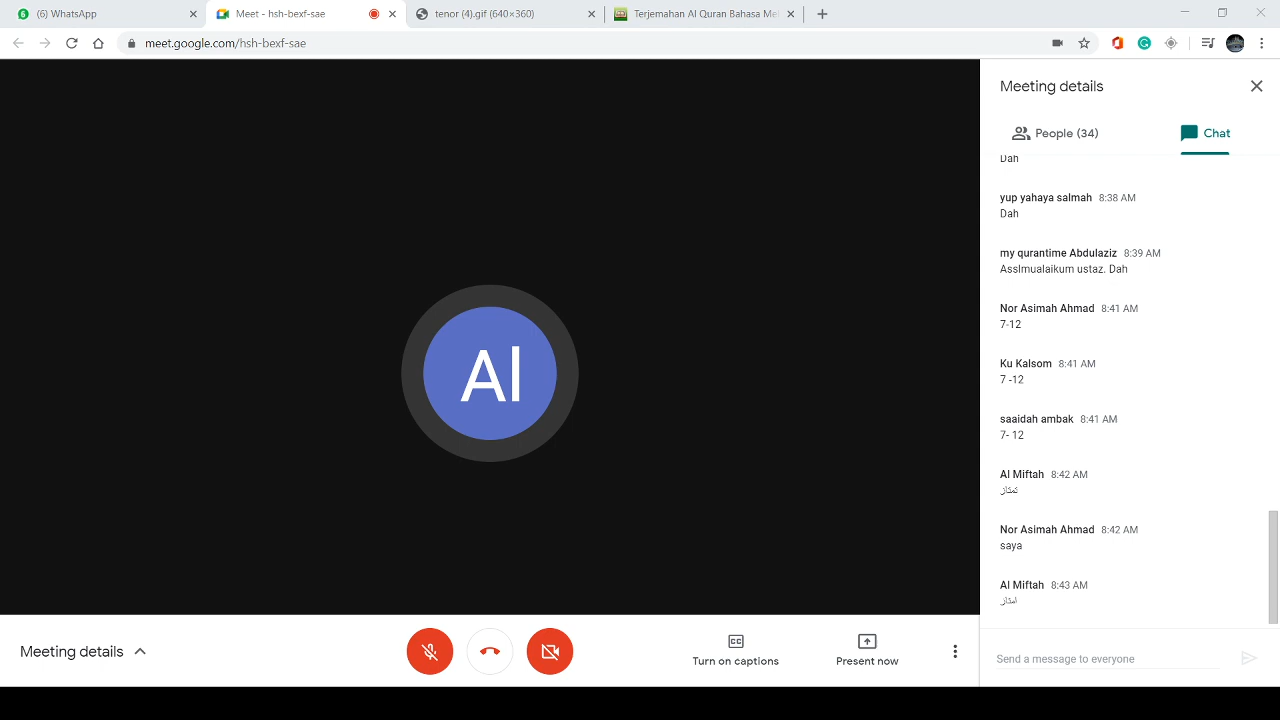 (6) WhatsApp
Meet - hsh-bexf-sae
tenor (4).gif (640×360)
Terjemahan Al Quran Bahasa Mel
meet.google.com/hsh-bexf-sae
Meeting details
People (34)
Chat
Dah
yup yahaya salmah 8:38 AM
Dah
my qurantime Abdulaziz 8:39 AM
Asslmualaikum ustaz. Dah
Nor Asimah Ahmad 8:41 AM
7-12
Ku Kalsom 8:41 AM
7 -12
saaidah ambak 8:41 AM
7- 12
Al Miftah 8:42 AM
تمتاز
Nor Asimah Ahmad 8:42 AM
saya
Al Miftah 8:43 AM
امتاز
Al
Meeting details
Turn on captions
Present now
Send a message to everyone